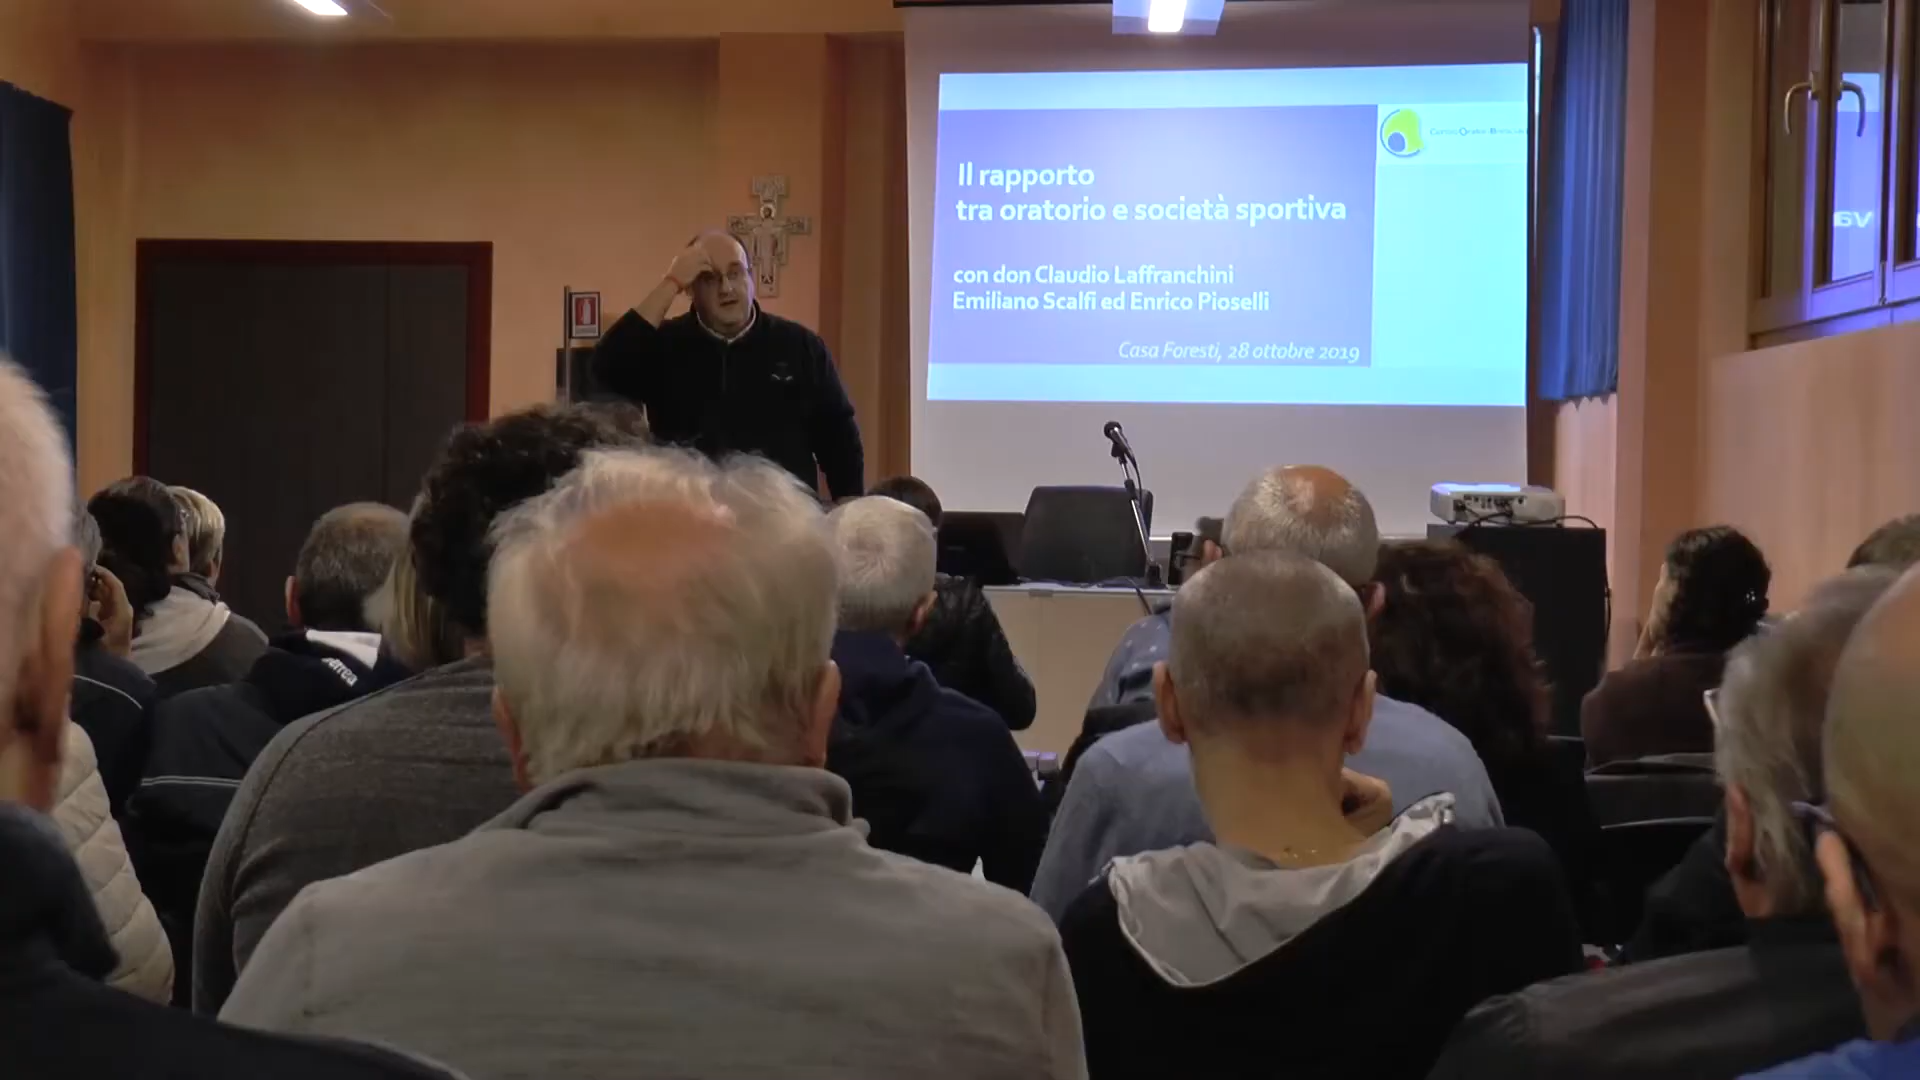 Il rapporto
tra oratorio e società sportiva
con don Claudio Laffranchini
Emiliano Scalfi ed Enrico Pioselli
Casa Foresti, 28 ottobre 2019